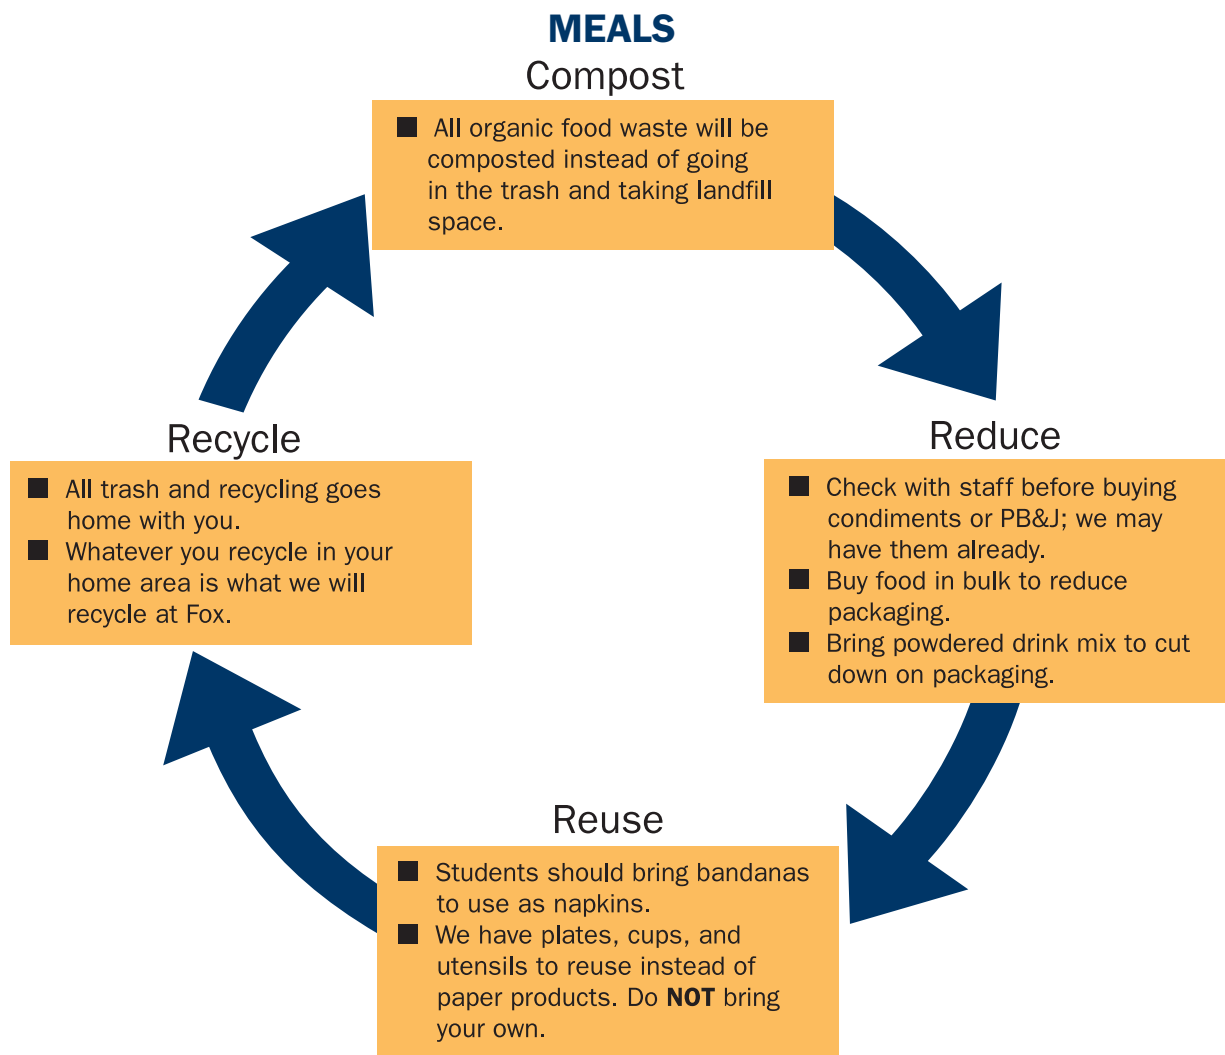 MEALS
Compost
■ All organic food waste will be
composted instead of going
in the trash and taking landfill
space.
Reduce
■ Check with staff before buying
condiments or PB&J; we may
have them already.
■ Buy food in bulk to reduce
packaging.
■ Bring powdered drink mix to cut
down on packaging.
Reuse
■ Students should bring bandanas
to use as napkins.
■ We have plates, cups, and
utensils to reuse instead of
paper products. Do NOT bring
your own.
Recycle
■ All trash and recycling goes
home with you.
■ Whatever you recycle in your
home area is what we will
recycle at Fox.